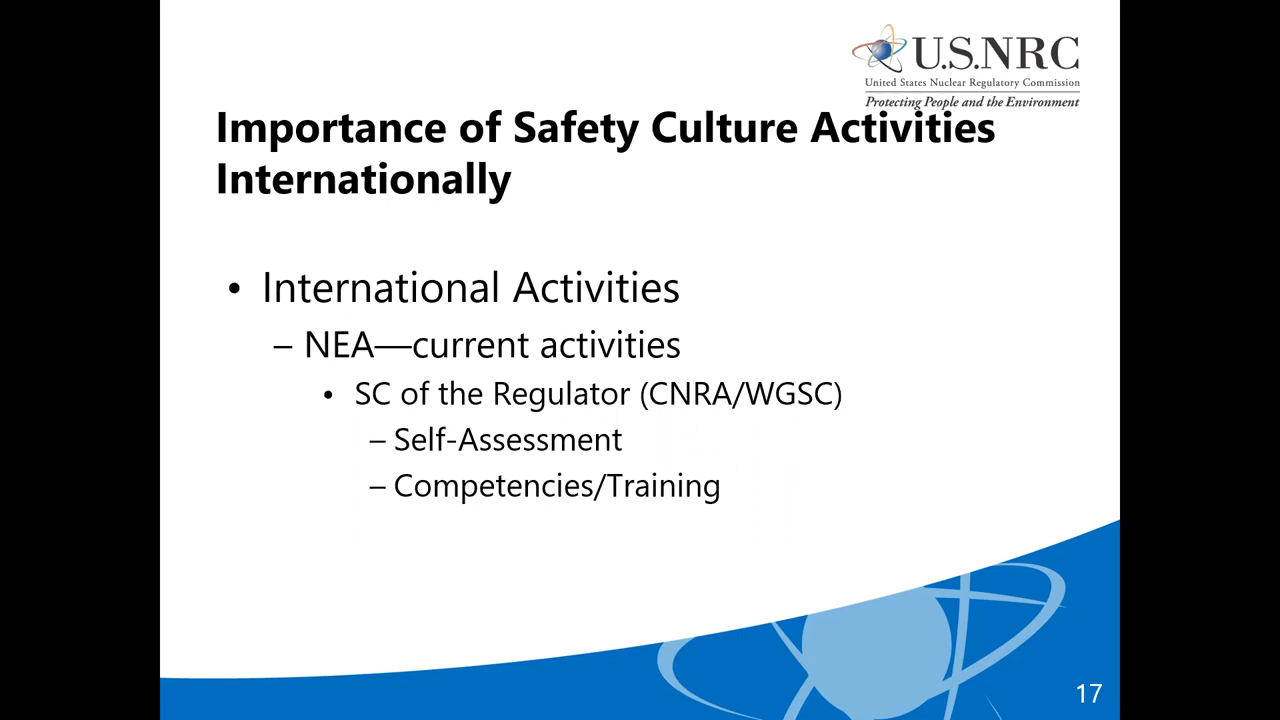 U.S.NRC
United States Nuclear Regulatory Commission
Protecting People and the Environment
Importance of Safety Culture Activities
Internationally
• International Activities
– NEA—current activities
• SC of the Regulator (CNRA/WGSC)
– Self-Assessment
– Competencies/Training
17